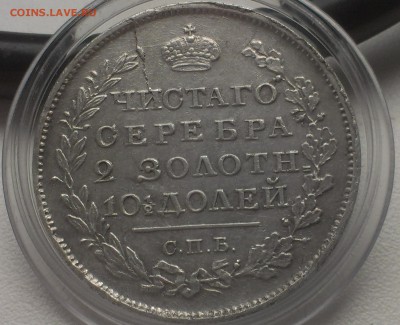 COINS.LAVE.RU
ЧИСТАГО
СЕРЕБРА
2 ЗОЛОТН
10½ ДОЛЕЙ
С.П.Б.